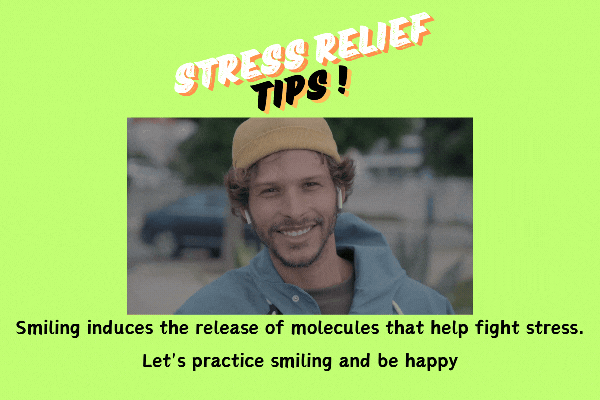 STRESS RELIEF
TIPS !
Smiling induces the release of molecules that help fight stress.
Let's practice smiling and be happy